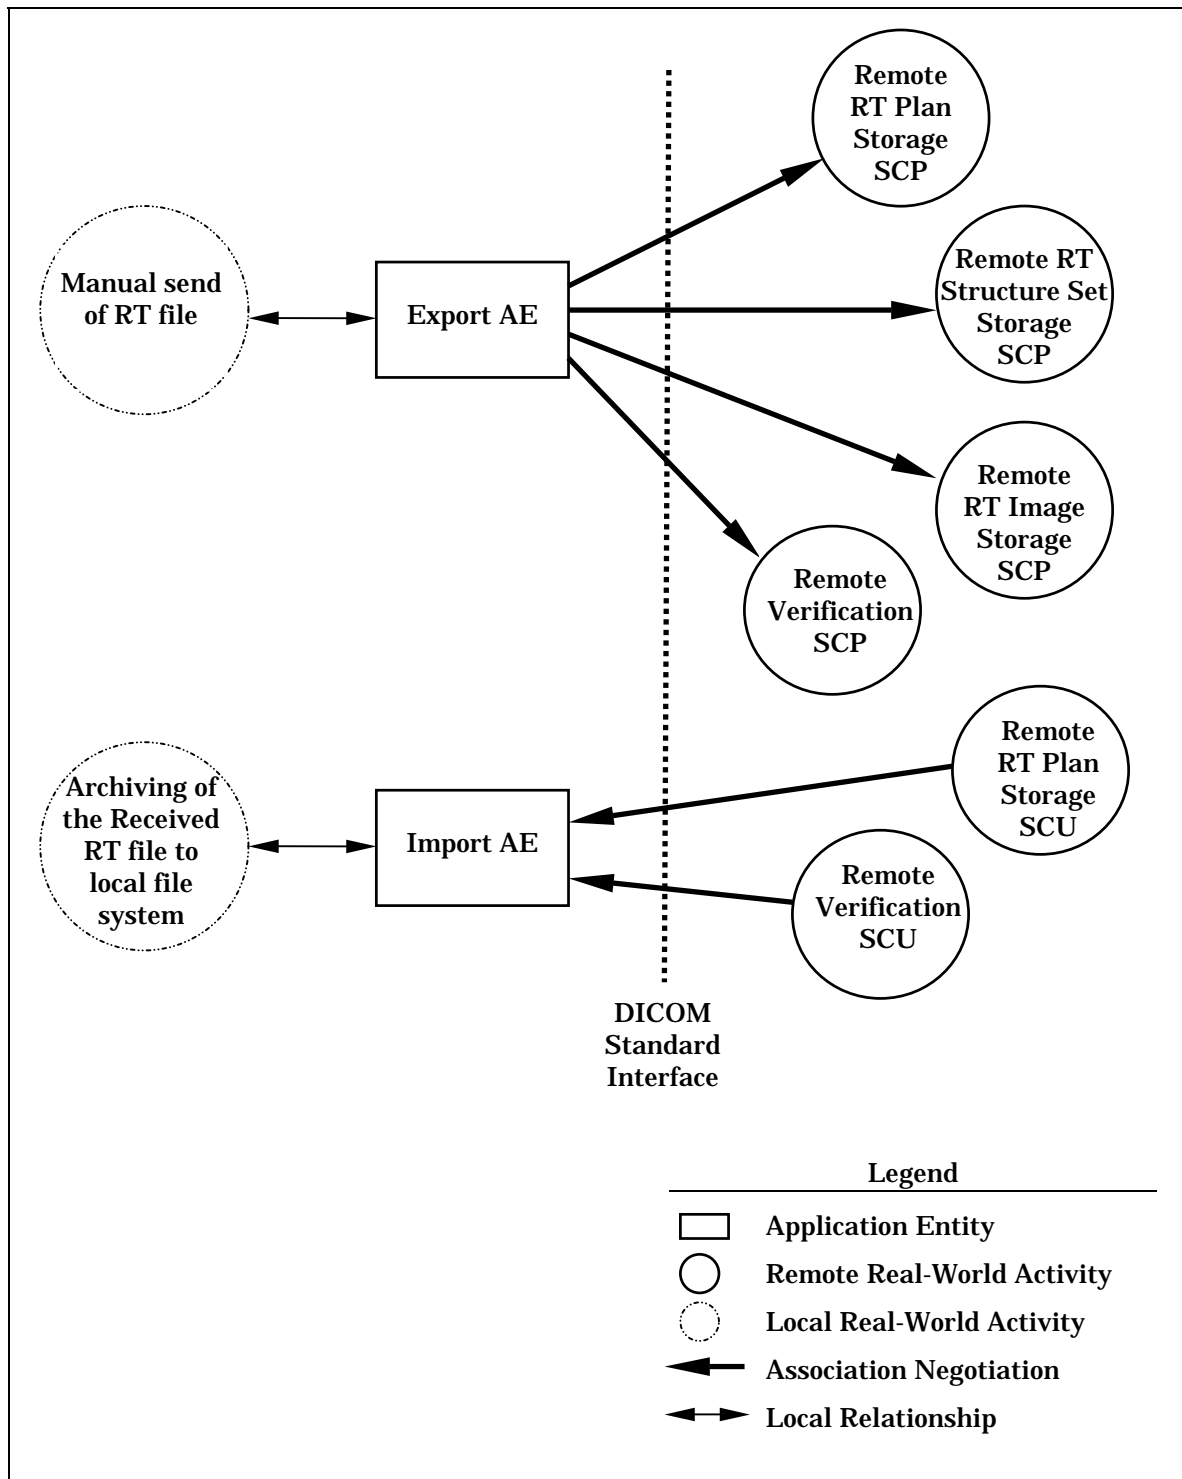 Remote
RT Plan
Storage
SCP
Manual send
of RT file
Export AE
Remote RT
Structure Set
Storage
SCP
Remote
RT Image
Storage
SCP
Remote
Verification
SCP
Archiving of
the Received
RT file to
local file
system
Import AE
Remote
RT Plan
Storage
SCU
Remote
Verification
SCU
DICOM
Standard
Interface
Legend
Application Entity
Remote Real-World Activity
Local Real-World Activity
Association Negotiation
Local Relationship